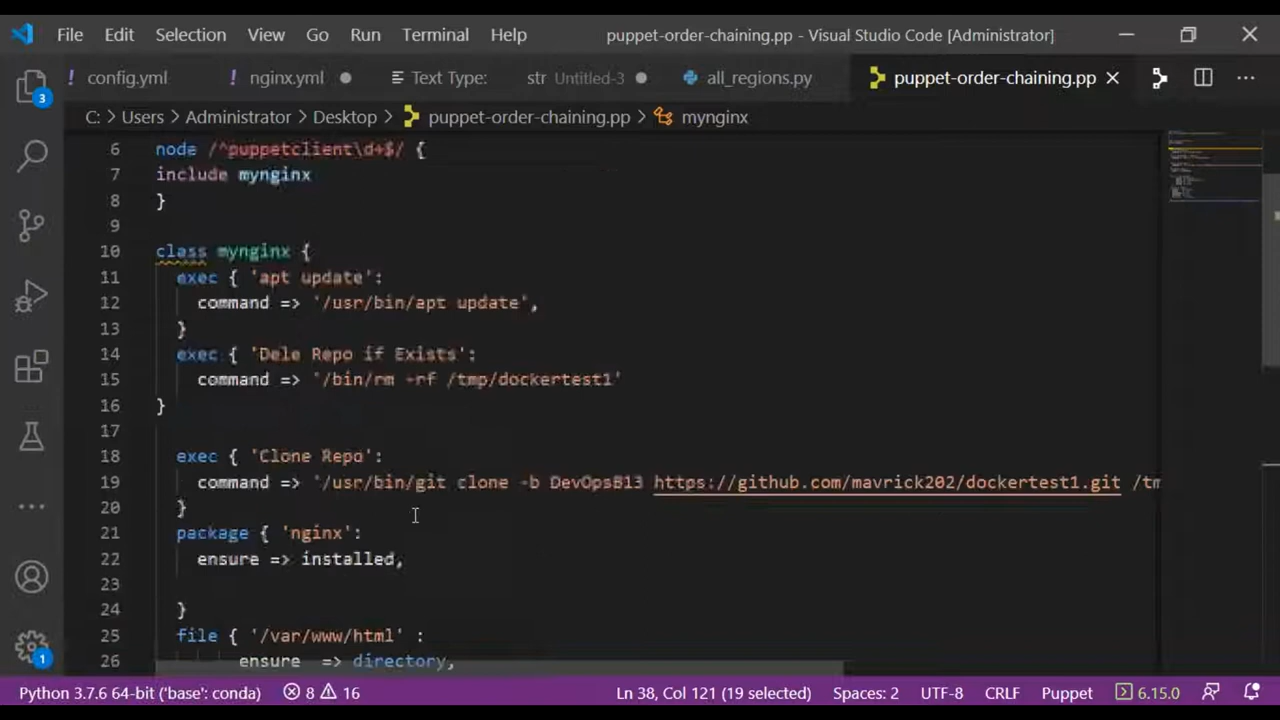 File Edit Selection View Go Run Terminal Help puppet-order-chaining.pp - Visual Studio Code [Administrator]
! config.yml ! nginx.yml Text Type: str Untitled-3 all_regions.py puppet-order-chaining.pp
C: > Users > Administrator > Desktop > puppet-order-chaining.pp > mynginx
3
6 node /^puppetclient\d+$/ {
7 include mynginx
8 }
9
10 class mynginx {
11 exec { 'apt update':
12 command => '/usr/bin/apt update',
13 }
14 exec { 'Dele Repo if Exists':
15 command => '/bin/rm -rf /tmp/dockertest1'
16 }
17
18 exec { 'Clone Repo':
19 command => '/usr/bin/git clone -b DevOpsB13 https://github.com/mavrick202/dockertest1.git /tm
20 }
21 package { 'nginx':
22 ensure => installed,
23
24 }
25 file { '/var/www/html' :
26 ensure => directory,
1
Python 3.7.6 64-bit ('base': conda) 8 16 Ln 38, Col 121 (19 selected) Spaces: 2 UTF-8 CRLF Puppet 6.15.0